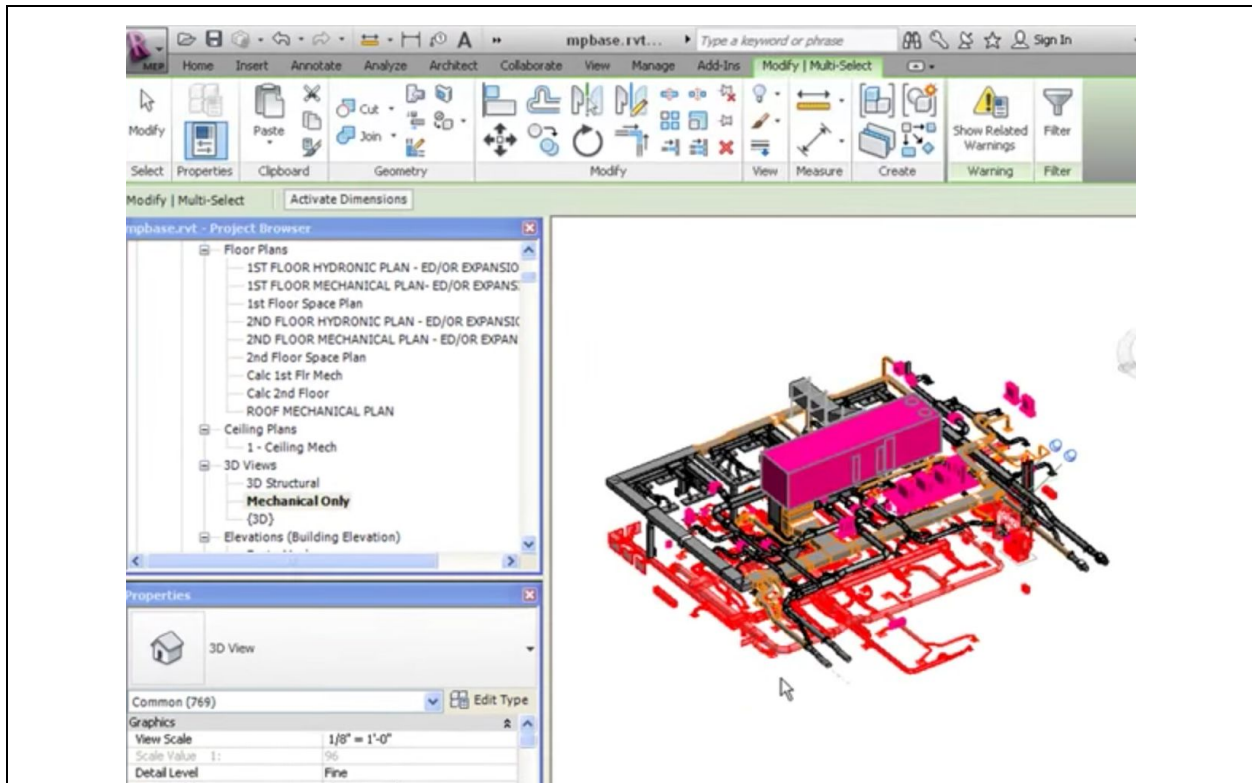 mpbase.rvt... Type a keyword or phrase Sign In
MEP Home Insert Annotate Analyze Architect Collaborate View Manage Add-Ins Modify | Multi-Select
Cut
Modify Paste Join Show Related Warnings Filter
Select Properties Clipboard Geometry Modify View Measure Create Warning Filter
Modify | Multi-Select Activate Dimensions
mpbase.rvt - Project Browser
Floor Plans
1ST FLOOR HYDRONIC PLAN - ED/OR EXPANSIO
1ST FLOOR MECHANICAL PLAN- ED/OR EXPANS
1st Floor Space Plan
2ND FLOOR HYDRONIC PLAN - ED/OR EXPANSIC
2ND FLOOR MECHANICAL PLAN - ED/OR EXPAN
2nd Floor Space Plan
Calc 1st Flr Mech
Calc 2nd Floor
ROOF MECHANICAL PLAN
Ceiling Plans
1 - Ceiling Mech
3D Views
3D Structural
Mechanical Only
{3D}
Elevations (Building Elevation)
Properties
3D View
Common (769) Edit Type
Graphics
View Scale 1/8" = 1'-0"
Scale Value 1: 96
Detail Level Fine